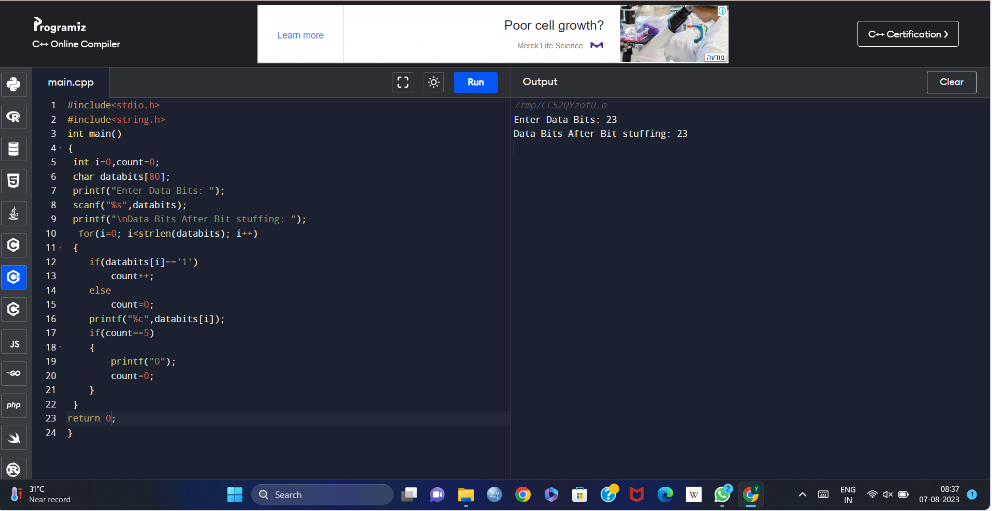 Programiz
C++ Online Compiler
Learn more
Poor cell growth?
Merck Life Science
מודעה
C++ Certification >
main.cpp
Run
Output
Clear
1 #include<stdio.h>
2 #include<string.h>
3 int main()
4 {
5 int i=0,count=0;
6 char databits[80];
7 printf("Enter Data Bits: ");
8 scanf("%s",databits);
9 printf("\nData Bits After Bit stuffing: ");
10 for(i=0; i<strlen(databits); i++)
11 {
12 if(databits[i]=='1')
13 count++;
14 else
15 count=0;
16 printf("%c",databits[i]);
17 if(count==5)
18 {
19 printf("0");
20 count=0;
21 }
22 }
23 return 0;
24 }
/tmp/CC52QYzof0.o
Enter Data Bits: 23
Data Bits After Bit stuffing: 23
JS
GO
php
31°C
Near record
Search
W
2
ENG
IN
08:37
07-08-2023
1